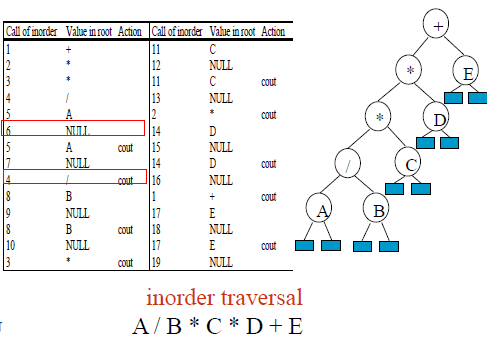 Call of inorder Value in root Action Call of inorder Value in root Action
1 + 11 C
2 * 12 NULL
3 * 11 C cout
4 / 13 NULL
5 A 2 * cout
6 NULL 14 D
5 A cout 15 NULL
7 NULL 14 D cout
4 / cout 16 NULL
8 B 1 + cout
9 NULL 17 E
8 B cout 18 NULL
10 NULL 17 E cout
3 * cout 19 NULL
+
* E
* D
/ C
A B
inorder traversal
A / B * C * D + E